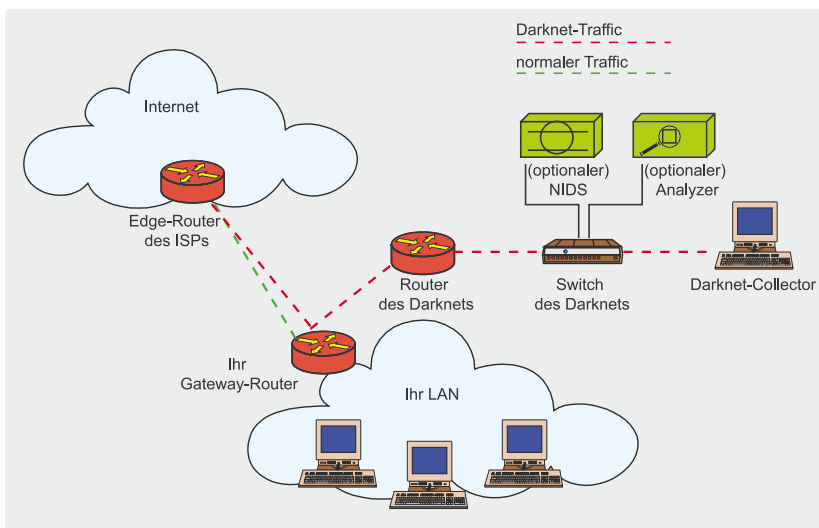 Darknet-Traffic
normaler Traffic
Internet
(optionaler)
NIDS
(optionaler)
Analyzer
Edge-Router
des ISPs
Router
des Darknets
Switch
des Darknets
Darknet-Collector
Ihr
Gateway-Router
Ihr LAN